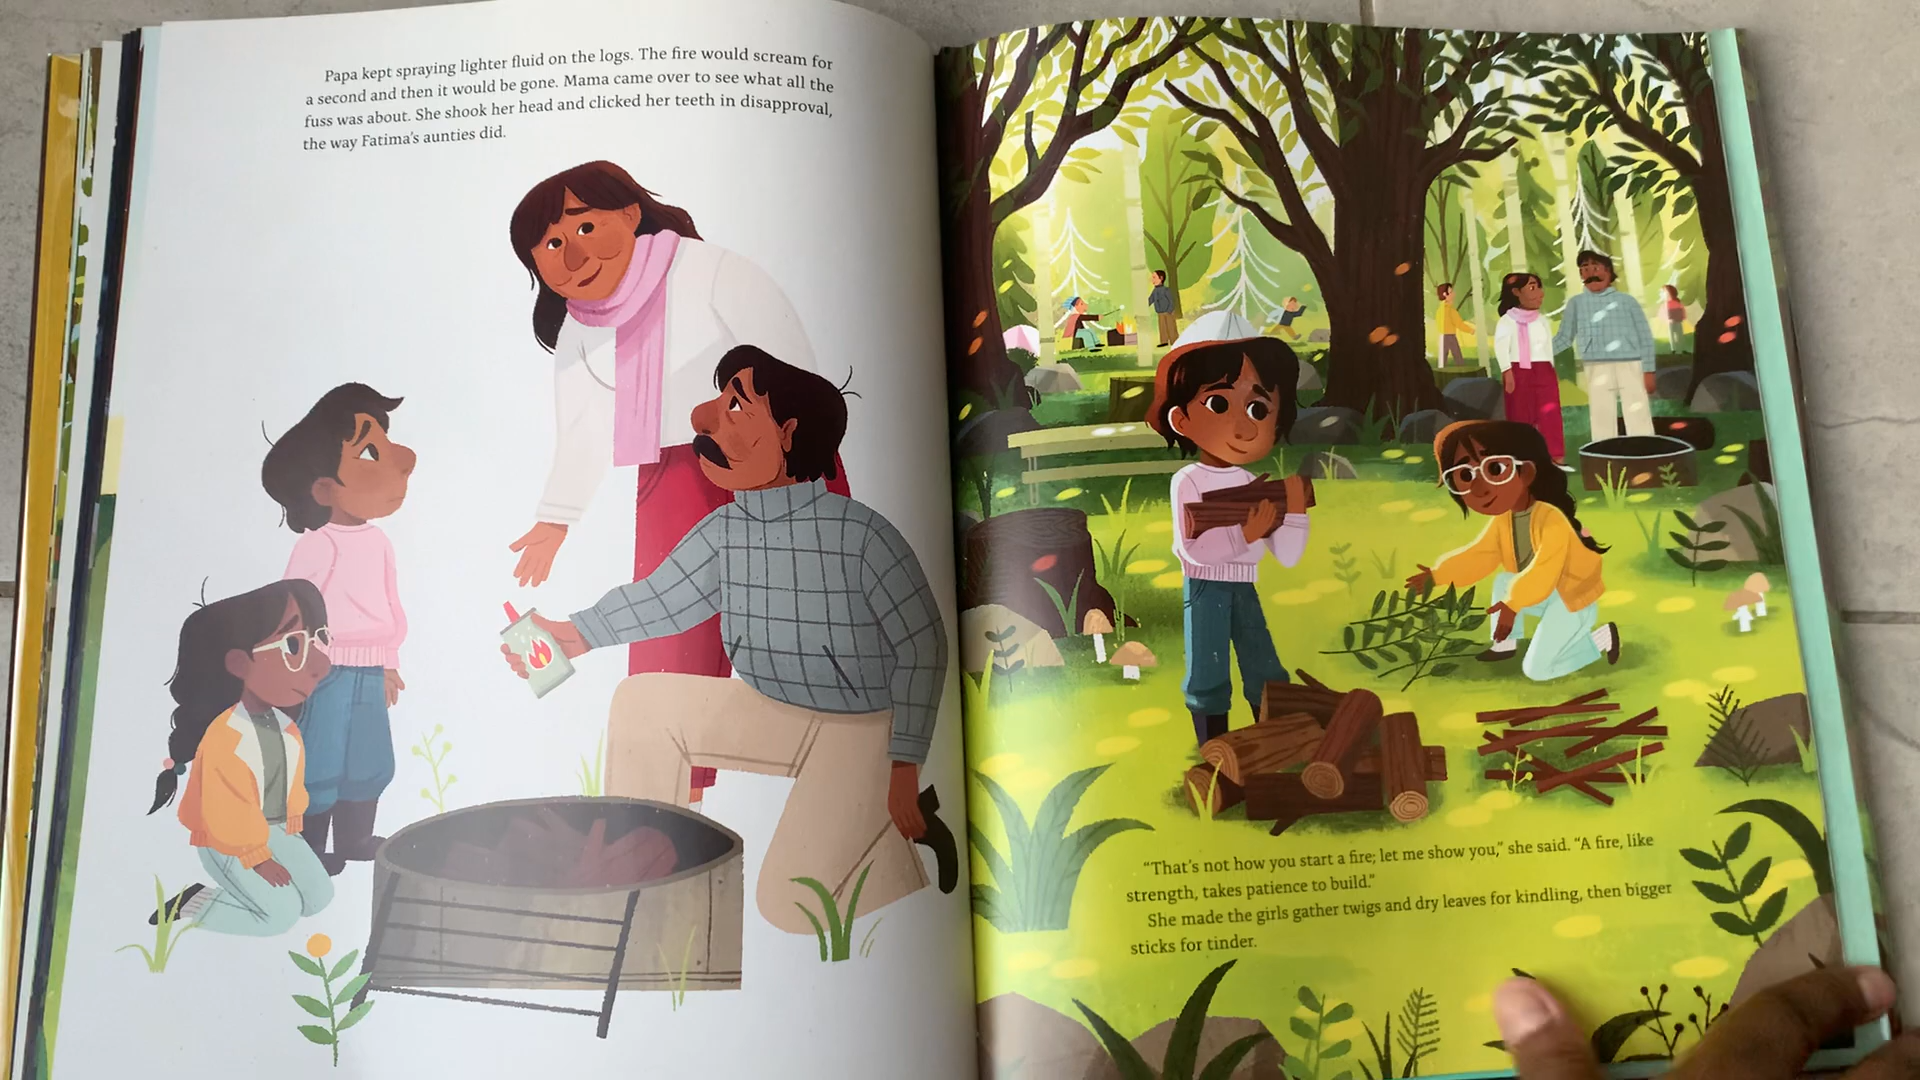 Papa kept spraying lighter fluid on the logs. The fire would scream for
a second and then it would be gone. Mama came over to see what all the
fuss was about. She shook her head and clicked her teeth in disapproval,
the way Fatima's aunties did.
"That's not how you start a fire; let me show you," she said. "A fire, like
strength, takes patience to build."
She made the girls gather twigs and dry leaves for kindling, then bigger
sticks for tinder.